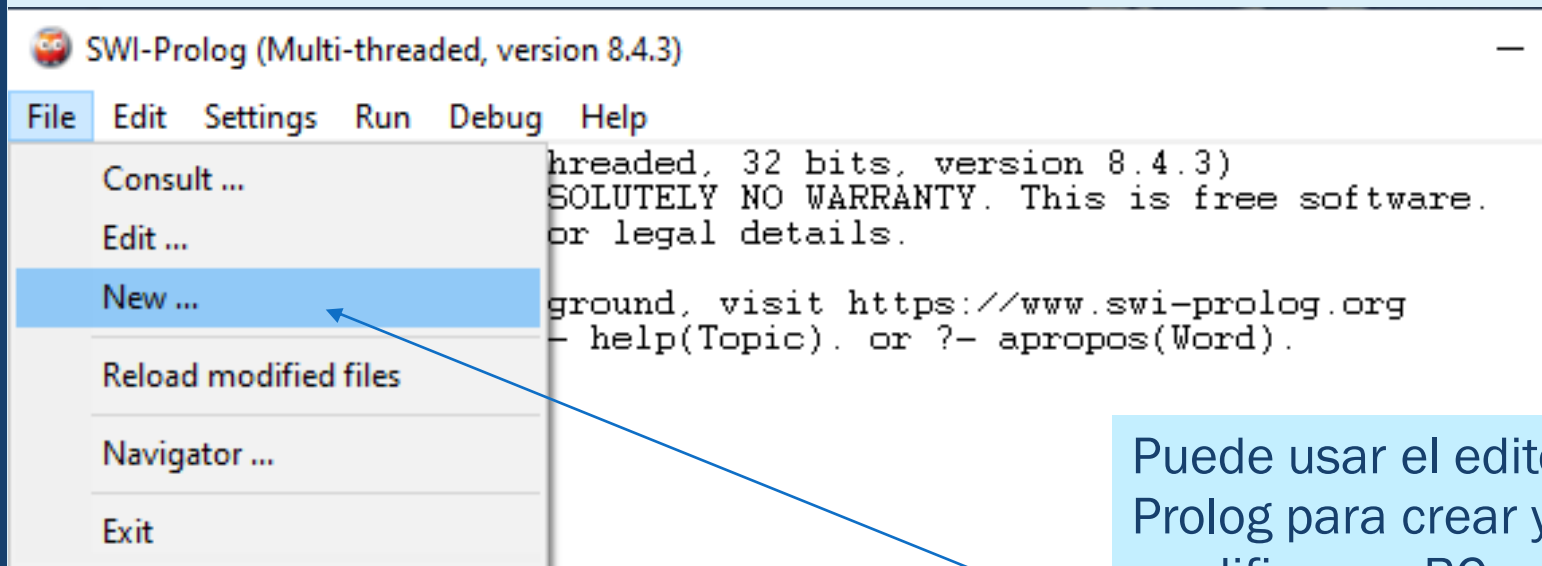 SWI-Prolog (Multi-threaded, version 8.4.3)
File Edit Settings Run Debug Help
Consult ...
Edit ...
New ...
Reload modified files
Navigator ...
Exit
hreaded, 32 bits, version 8.4.3)
SOLUTELY NO WARRANTY. This is free software.
or legal details.
ground, visit https://www.swi-prolog.org
- help(Topic). or ?- apropos(Word).
Puede usar el edit
Prolog para crear y